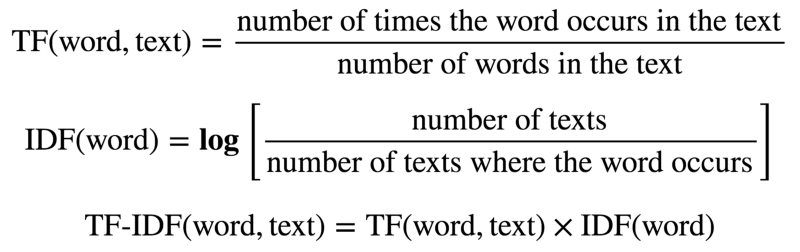 TF(word, text) = number of times the word occurs in the text / number of words in the text
IDF(word) = log [ number of texts / number of texts where the word occurs ]
TF-IDF(word, text) = TF(word, text) × IDF(word)